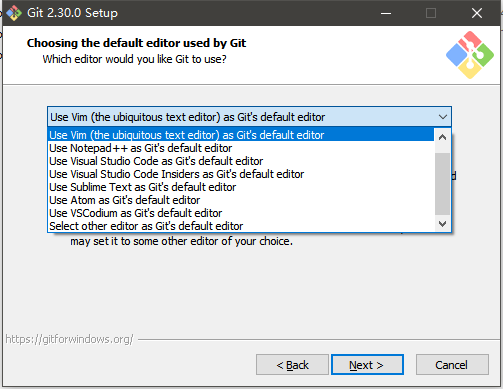 Git 2.30.0 Setup
Choosing the default editor used by Git
Which editor would you like Git to use?
Use Vim (the ubiquitous text editor) as Git's default editor
Use Vim (the ubiquitous text editor) as Git's default editor
Use Notepad++ as Git's default editor
Use Visual Studio Code as Git's default editor
Use Visual Studio Code Insiders as Git's default editor
Use Sublime Text as Git's default editor
Use Atom as Git's default editor
Use VSCodium as Git's default editor
Select other editor as Git's default editor
may set it to some other editor of your choice.
https://gitforwindows.org/
< Back
Next >
Cancel